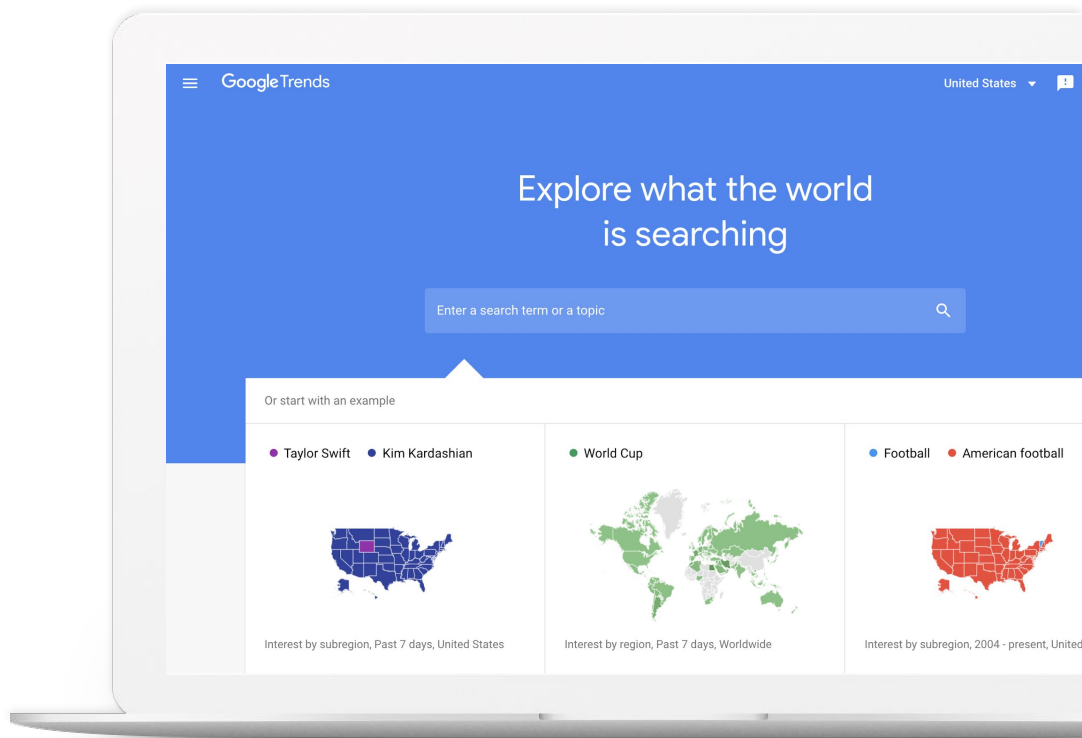 Google Trends
United States
Explore what the world
is searching
Enter a search term or a topic
Or start with an example
Taylor Swift Kim Kardashian
World Cup
Football American football
Interest by subregion, Past 7 days, United States
Interest by region, Past 7 days, Worldwide
Interest by subregion, 2004 - present, United